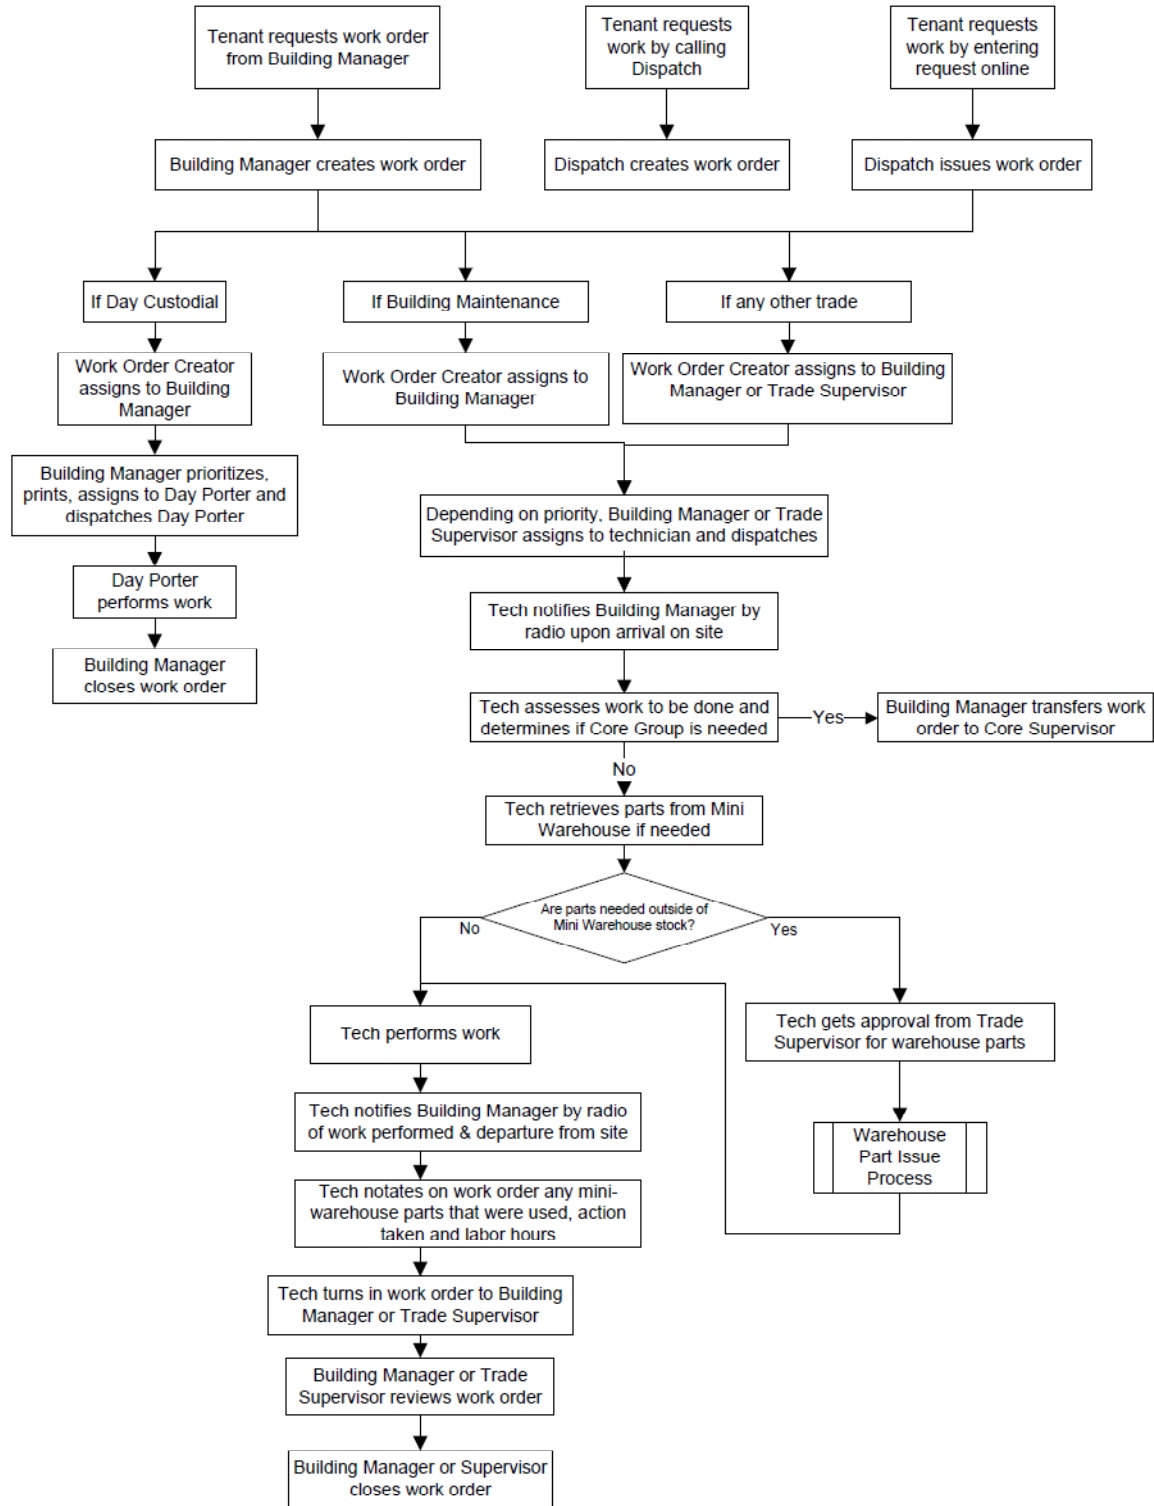 Tenant requests work order
from Building Manager
Tenant requests
work by calling
Dispatch
Tenant requests
work by entering
request online
Building Manager creates work order
Dispatch creates work order
Dispatch issues work order
If Day Custodial
If Building Maintenance
If any other trade
Work Order Creator
assigns to Building
Manager
Work Order Creator assigns to
Building Manager
Work Order Creator assigns to Building
Manager or Trade Supervisor
Building Manager prioritizes,
prints, assigns to Day Porter and
dispatches Day Porter
Day Porter
performs work
Building Manager
closes work order
Depending on priority, Building Manager or Trade
Supervisor assigns to technician and dispatches
Tech notifies Building Manager by
radio upon arrival on site
Tech assesses work to be done and
determines if Core Group is needed
Yes
Building Manager transfers work
order to Core Supervisor
No
Tech retrieves parts from Mini
Warehouse if needed
Are parts needed outside of
Mini Warehouse stock?
No
Yes
Tech performs work
Tech gets approval from Trade
Supervisor for warehouse parts
Tech notifies Building Manager by radio
of work performed & departure from site
Warehouse
Part Issue
Process
Tech notates on work order any mini-
warehouse parts that were used, action
taken and labor hours
Tech turns in work order to Building
Manager or Trade Supervisor
Building Manager or Trade
Supervisor reviews work order
Building Manager or Supervisor
closes work order